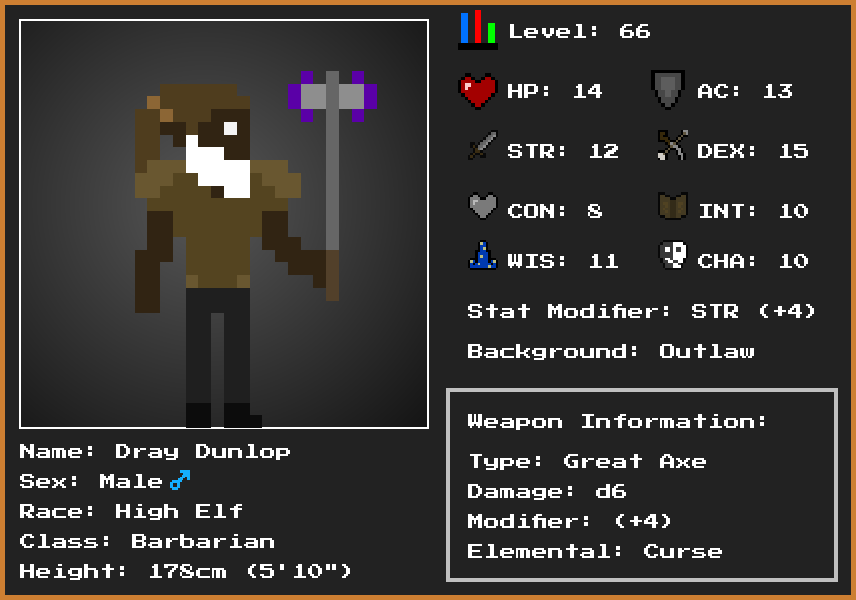 Level: 66
HP: 14
AC: 13
STR: 12
DEX: 15
CON: 8
INT: 10
WIS: 11
CHA: 10
Stat Modifier: STR (+4)
Background: Outlaw
Weapon Information:
Type: Great Axe
Damage: d6
Modifier: (+4)
Elemental: Curse
Name: Dray Dunlop
Sex: Male♂
Race: High Elf
Class: Barbarian
Height: 178cm (5'10")